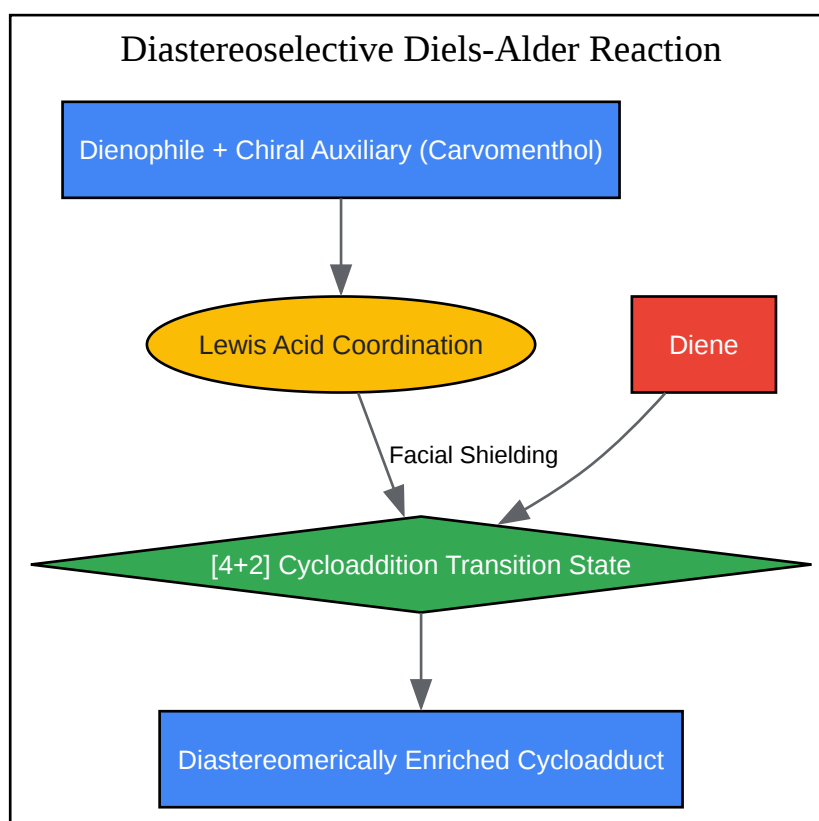 Diastereoselective Diels-Alder Reaction
Dienophile + Chiral Auxiliary (Carvomenthol)
Lewis Acid Coordination
Diene
Facial Shielding
[4+2] Cycloaddition Transition State
Diastereomerically Enriched Cycloadduct